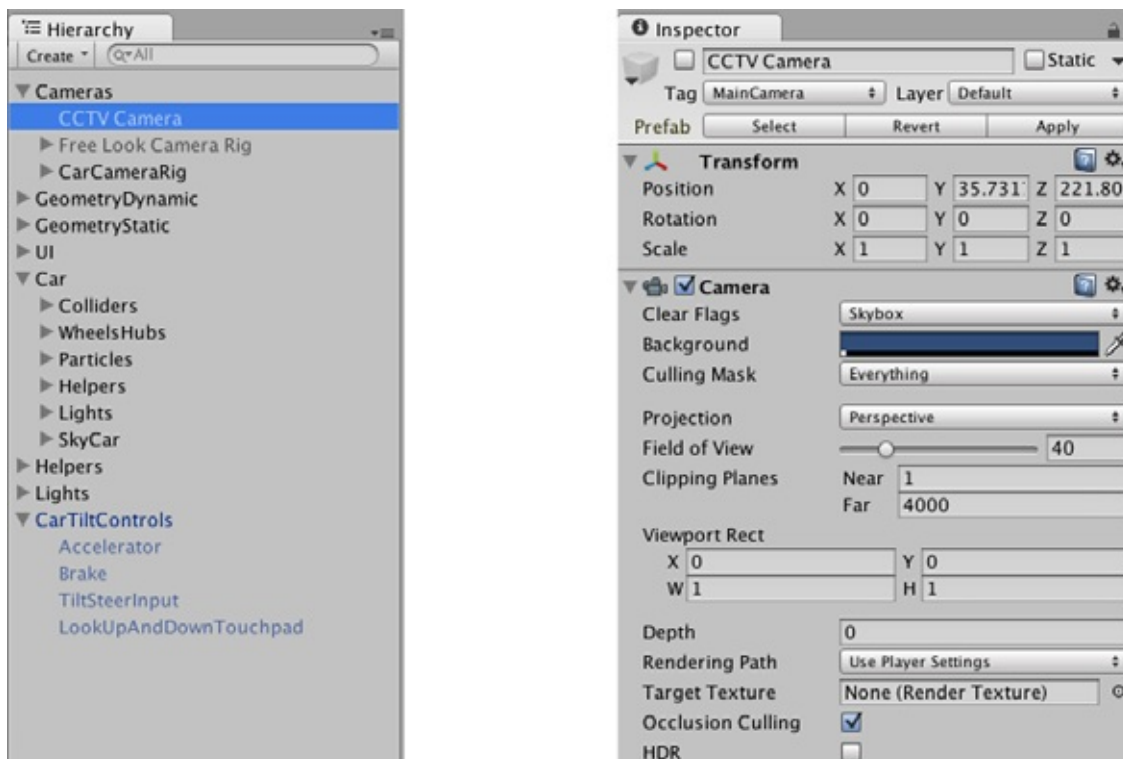 Hierarchy
Create All
Cameras
CCTV Camera
Free Look Camera Rig
CarCameraRig
GeometryDynamic
GeometryStatic
UI
Car
Colliders
WheelsHubs
Particles
Helpers
Lights
SkyCar
Helpers
Lights
CarTiltControls
Accelerator
Brake
TiltSteerInput
LookUpAndDownTouchpad
Inspector
CCTV Camera Static
Tag MainCamera Layer Default
Prefab Select Revert Apply
Transform
Position X 0 Y 35.731 Z 221.80
Rotation X 0 Y 0 Z 0
Scale X 1 Y 1 Z 1
Camera
Clear Flags Skybox
Background
Culling Mask Everything
Projection Perspective
Field of View 40
Clipping Planes Near 1
Far 4000
Viewport Rect
X 0 Y 0
W 1 H 1
Depth 0
Rendering Path Use Player Settings
Target Texture None (Render Texture)
Occlusion Culling
HDR